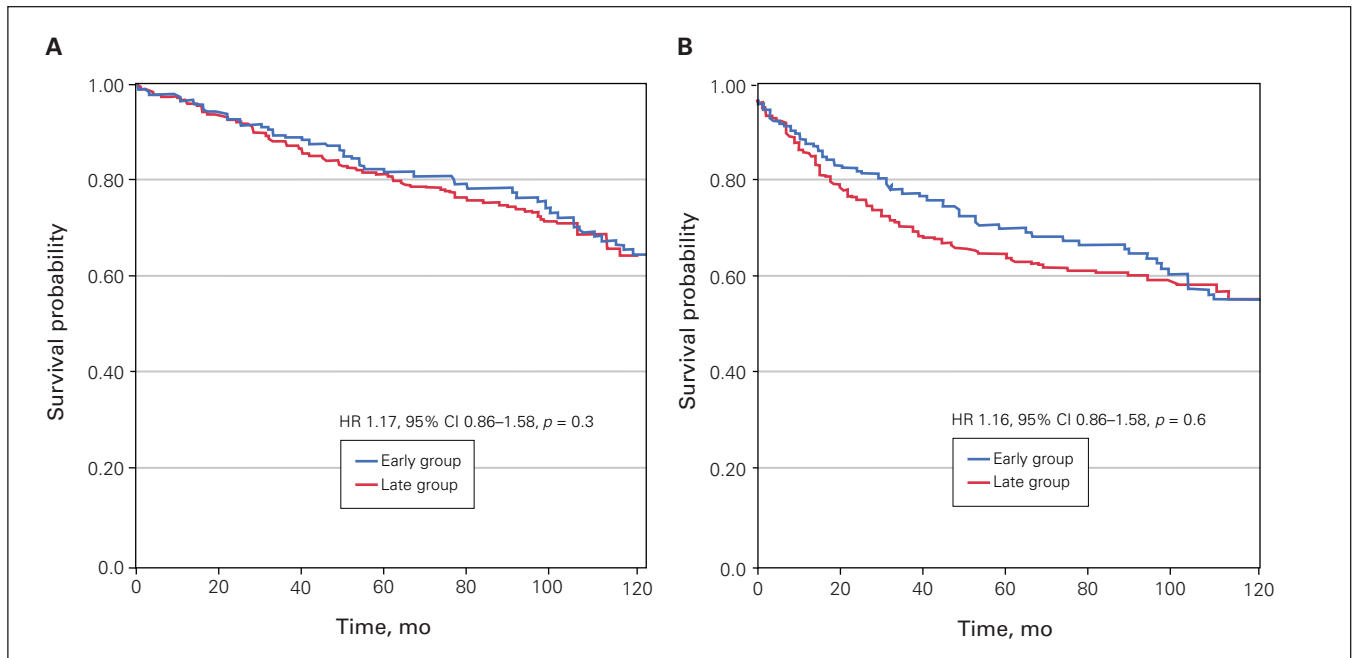 A
1.00
0.80
0.60
0.40
0.20
0.0
Survival probability
HR 1.17, 95% CI 0.86–1.58, p = 0.3
Early group
Late group
0 20 40 60 80 100 120
Time, mo
B
1.00
0.80
0.60
0.40
0.20
0.0
Survival probability
HR 1.16, 95% CI 0.86–1.58, p = 0.6
Early group
Late group
0 20 40 60 80 100 120
Time, mo